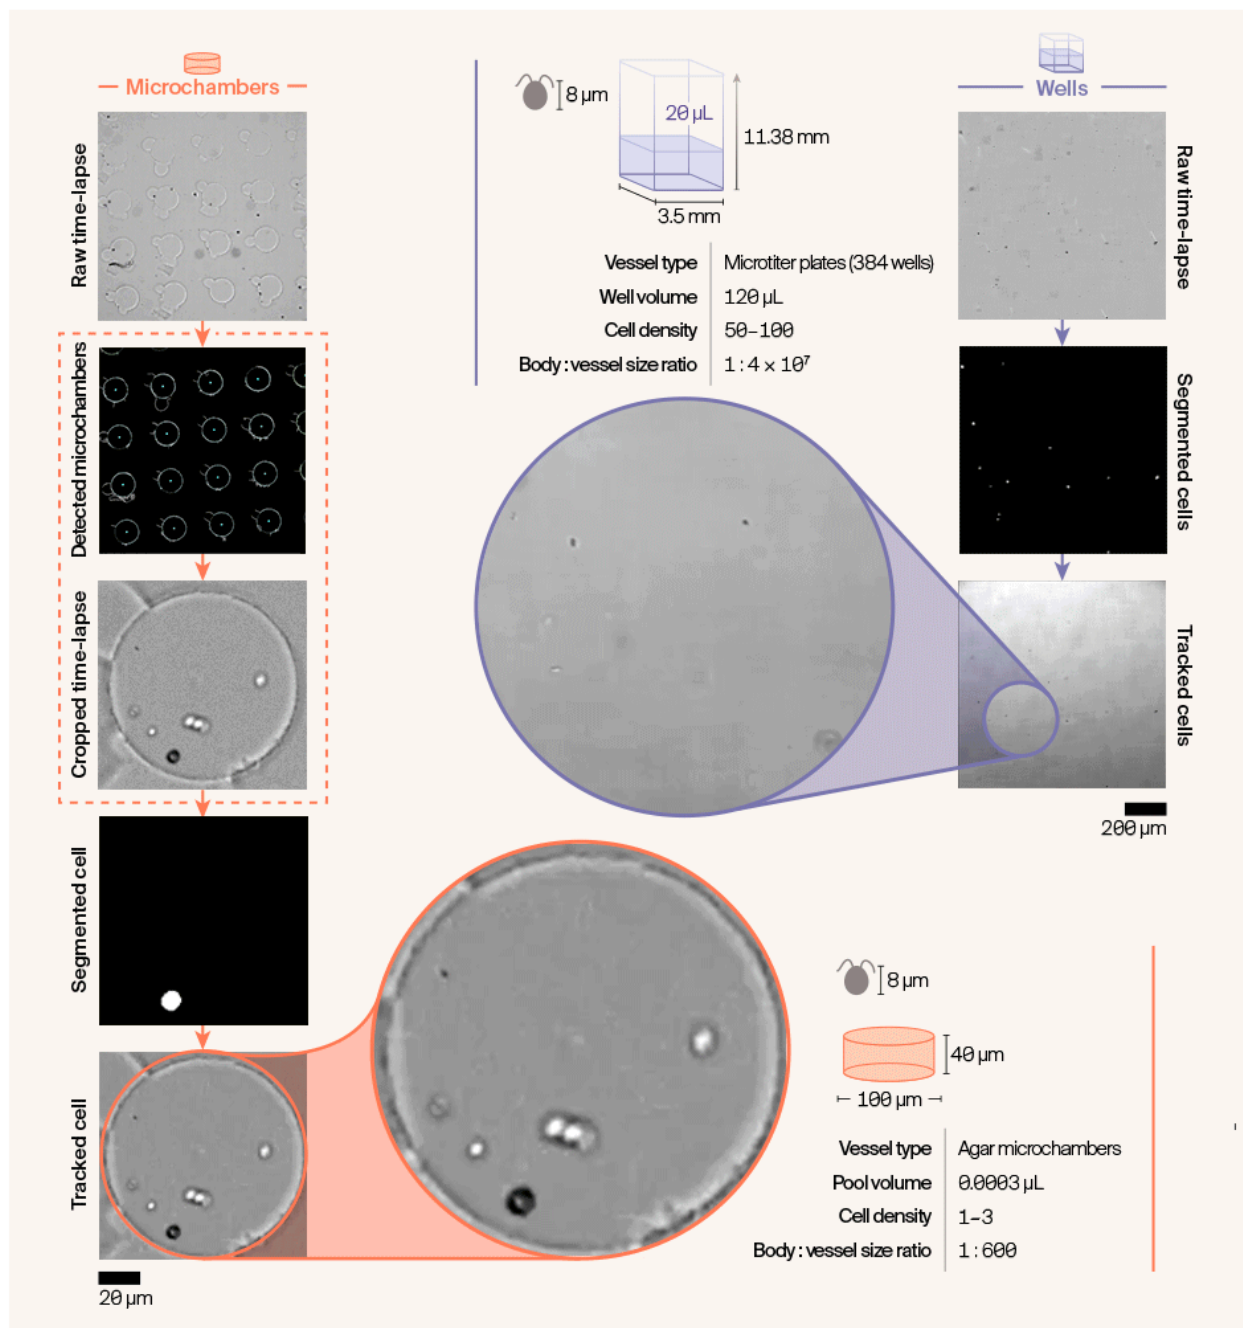 Microchambers
Raw time-lapse
Detected microchambers
Cropped time-lapse
Segmented cell
Tracked cell
20 µm
8 µm
20 µL
11.38 mm
3.5 mm
Vessel type Microtiter plates (384 wells)
Well volume 120 µL
Cell density 50–100
Body : vessel size ratio 1 : 4 × 10⁷
Wells
Raw time-lapse
Segmented cells
Tracked cells
200 µm
8 µm
40 µm
100 µm
Vessel type Agar microchambers
Pool volume 0.0003 µL
Cell density 1–3
Body : vessel size ratio 1 : 600